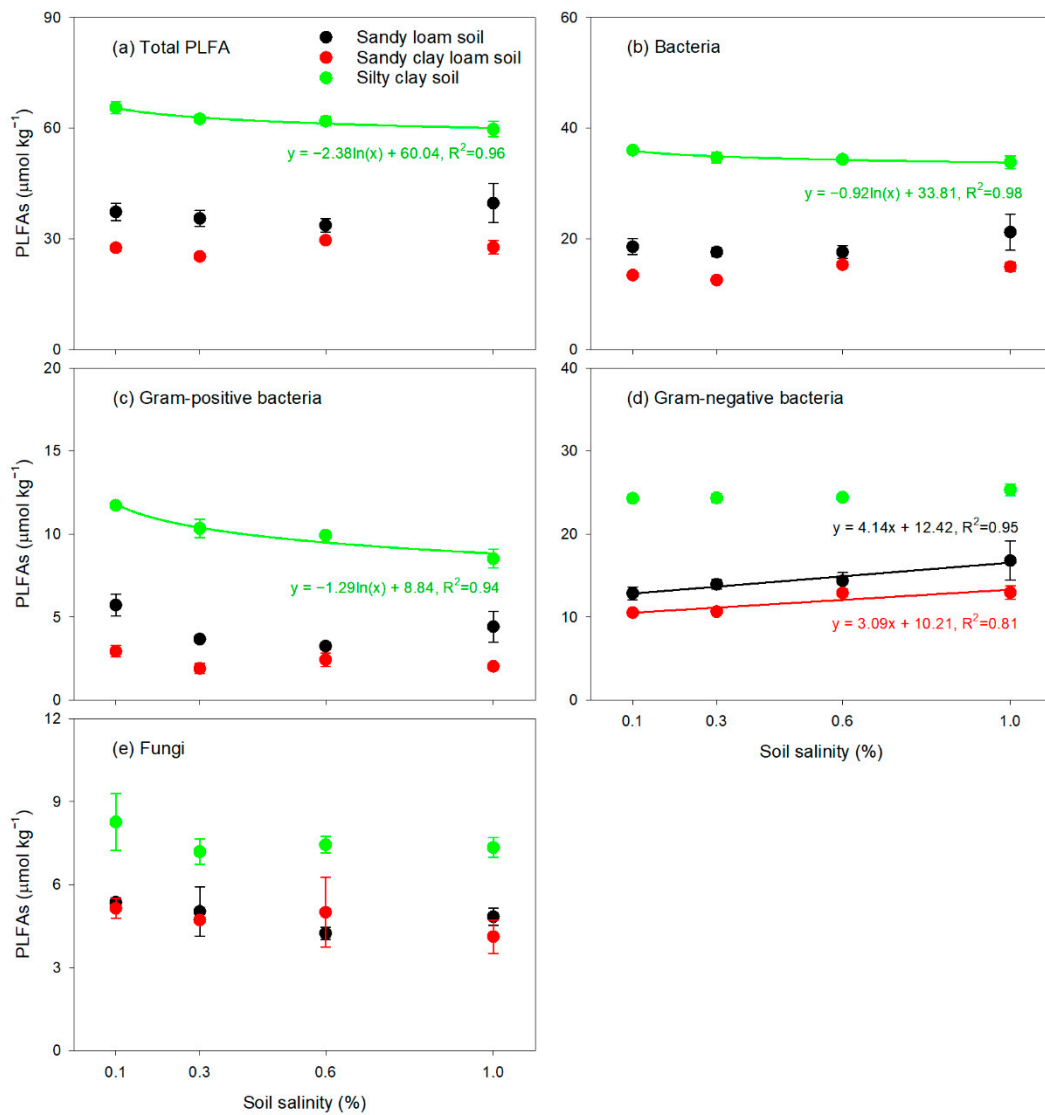 90
(a) Total PLFA
Sandy loam soil
Sandy clay loam soil
Silty clay soil
60
y = −2.38ln(x) + 60.04, R²=0.96
30
0
PLFAs (μmol kg⁻¹)
60
(b) Bacteria
40
y = −0.92ln(x) + 33.81, R²=0.98
20
0
20
(c) Gram-positive bacteria
15
10
y = −1.29ln(x) + 8.84, R²=0.94
5
0
PLFAs (μmol kg⁻¹)
40
(d) Gram-negative bacteria
30
20
y = 4.14x + 12.42, R²=0.95
10
y = 3.09x + 10.21, R²=0.81
0
0.1 0.3 0.6 1.0
Soil salinity (%)
12
(e) Fungi
9
6
3
0
PLFAs (μmol kg⁻¹)
0.1 0.3 0.6 1.0
Soil salinity (%)